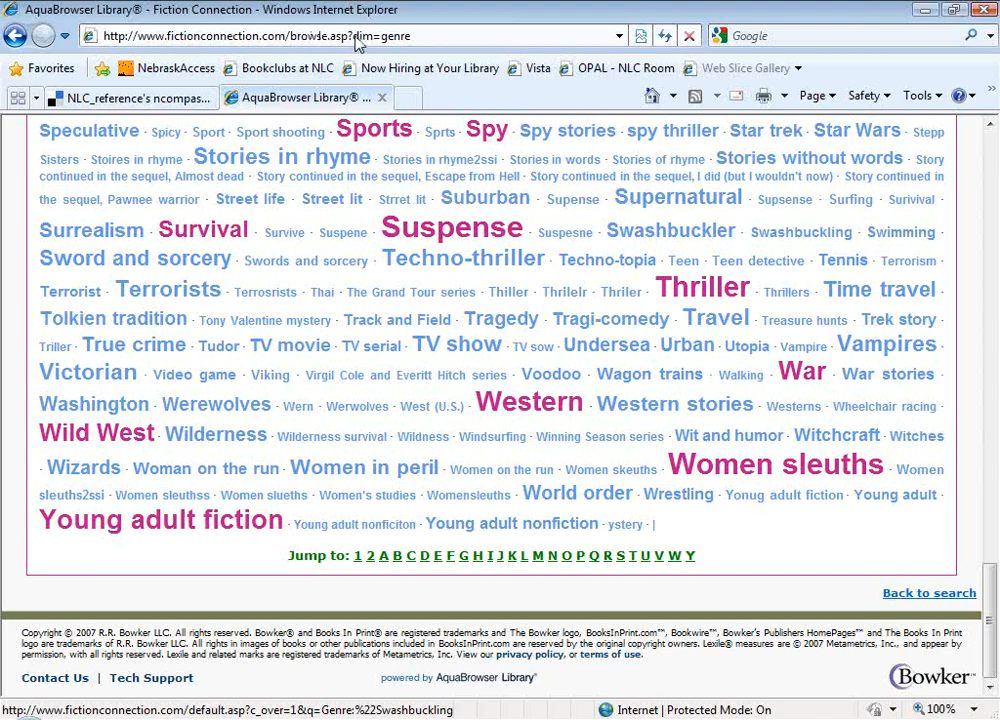 AquaBrowser Library® - Fiction Connection - Windows Internet Explorer
http://www.fictionconnection.com/browse.asp?dim=genre
Google
Favorites NebraskAccess Bookclubs at NLC Now Hiring at Your Library Vista OPAL - NLC Room Web Slice Gallery
NLC_reference's ncompas... AquaBrowser Library® ... Page Safety Tools
Speculative · Spicy · Sport · Sport shooting · Sports · Sprts · Spy · Spy stories · spy thriller · Star trek · Star Wars · Stepp
Sisters · Stoires in rhyme · Stories in rhyme · Stories in rhyme2ssi · Stories in words · Stories of rhyme · Stories without words · Story
continued in the sequel, Almost dead · Story continued in the sequel, Escape from Hell · Story continued in the sequel, I did (but I wouldn't now) · Story continued in
the sequel, Pawnee warrior · Street life · Street lit · Strret lit · Suburban · Supense · Supernatural · Supsense · Surfing · Surivival ·
Surrealism · Survival · Survive · Suspene · Suspense · Suspesne · Swashbuckler · Swashbuckling · Swimming ·
Sword and sorcery · Swords and sorcery · Techno-thriller · Techno-topia · Teen · Teen detective · Tennis · Terrorism ·
Terrorist · Terrorists · Terrosrists · Thai · The Grand Tour series · Thiller · Thrilelr · Thriler · Thriller · Thrillers · Time travel ·
Tolkien tradition · Tony Valentine mystery · Track and Field · Tragedy · Tragi-comedy · Travel · Treasure hunts · Trek story ·
Triller · True crime · Tudor · TV movie · TV serial · TV show · TV sow · Undersea · Urban · Utopia · Vampire · Vampires ·
Victorian · Video game · Viking · Virgil Cole and Everitt Hitch series · Voodoo · Wagon trains · Walking · War · War stories ·
Washington · Werewolves · Wern · Werwolves · West (U.S.) · Western · Western stories · Westerns · Wheelchair racing ·
Wild West · Wilderness · Wilderness survival · Wildness · Windsurfing · Winning Season series · Wit and humor · Witchcraft · Witches
· Wizards · Woman on the run · Women in peril · Women on the run · Women skeuths · Women sleuths · Women
sleuths2ssi · Women sleuthss · Women slueths · Women's studies · Womensleuths · World order · Wrestling · Yonug adult fiction · Young adult ·
Young adult fiction · Young adult nonficiton · Young adult nonfiction · ystery · |
Jump to: 1 2 A B C D E F G H I J K L M N O P Q R S T U V W Y
Back to search
Copyright © 2007 R.R. Bowker LLC. All rights reserved. Bowker® and Books In Print® are registered trademarks and The Bowker logo, BooksInPrint.com™, Bookwire™, Bowker's Publishers HomePages™ and The Books In Print
logo are trademarks of R.R. Bowker LLC. All rights in images of books or other publications included in BooksInPrint.com are reserved by the original copyright owners. Lexile® measures are © 2007 Metametrics, Inc., and appear by
permission, with all rights reserved. Lexile and related marks are registered trademarks of Metametrics, Inc. View our privacy policy, or terms of use.
Contact Us | Tech Support powered by AquaBrowser Library® Bowker™
http://www.fictionconnection.com/default.asp?c_over=1&q=Genre:%22Swashbuckling Internet | Protected Mode: On 100%